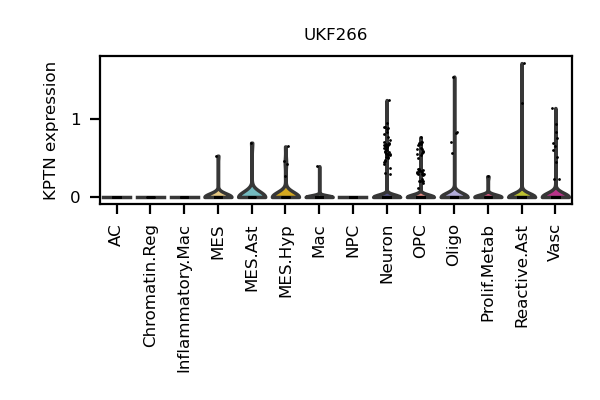 UKF266
KPTN expression
1
0
AC
Chromatin.Reg
Inflammatory.Mac
MES
MES.Ast
MES.Hyp
Mac
NPC
Neuron
OPC
Oligo
Prolif.Metab
Reactive.Ast
Vasc